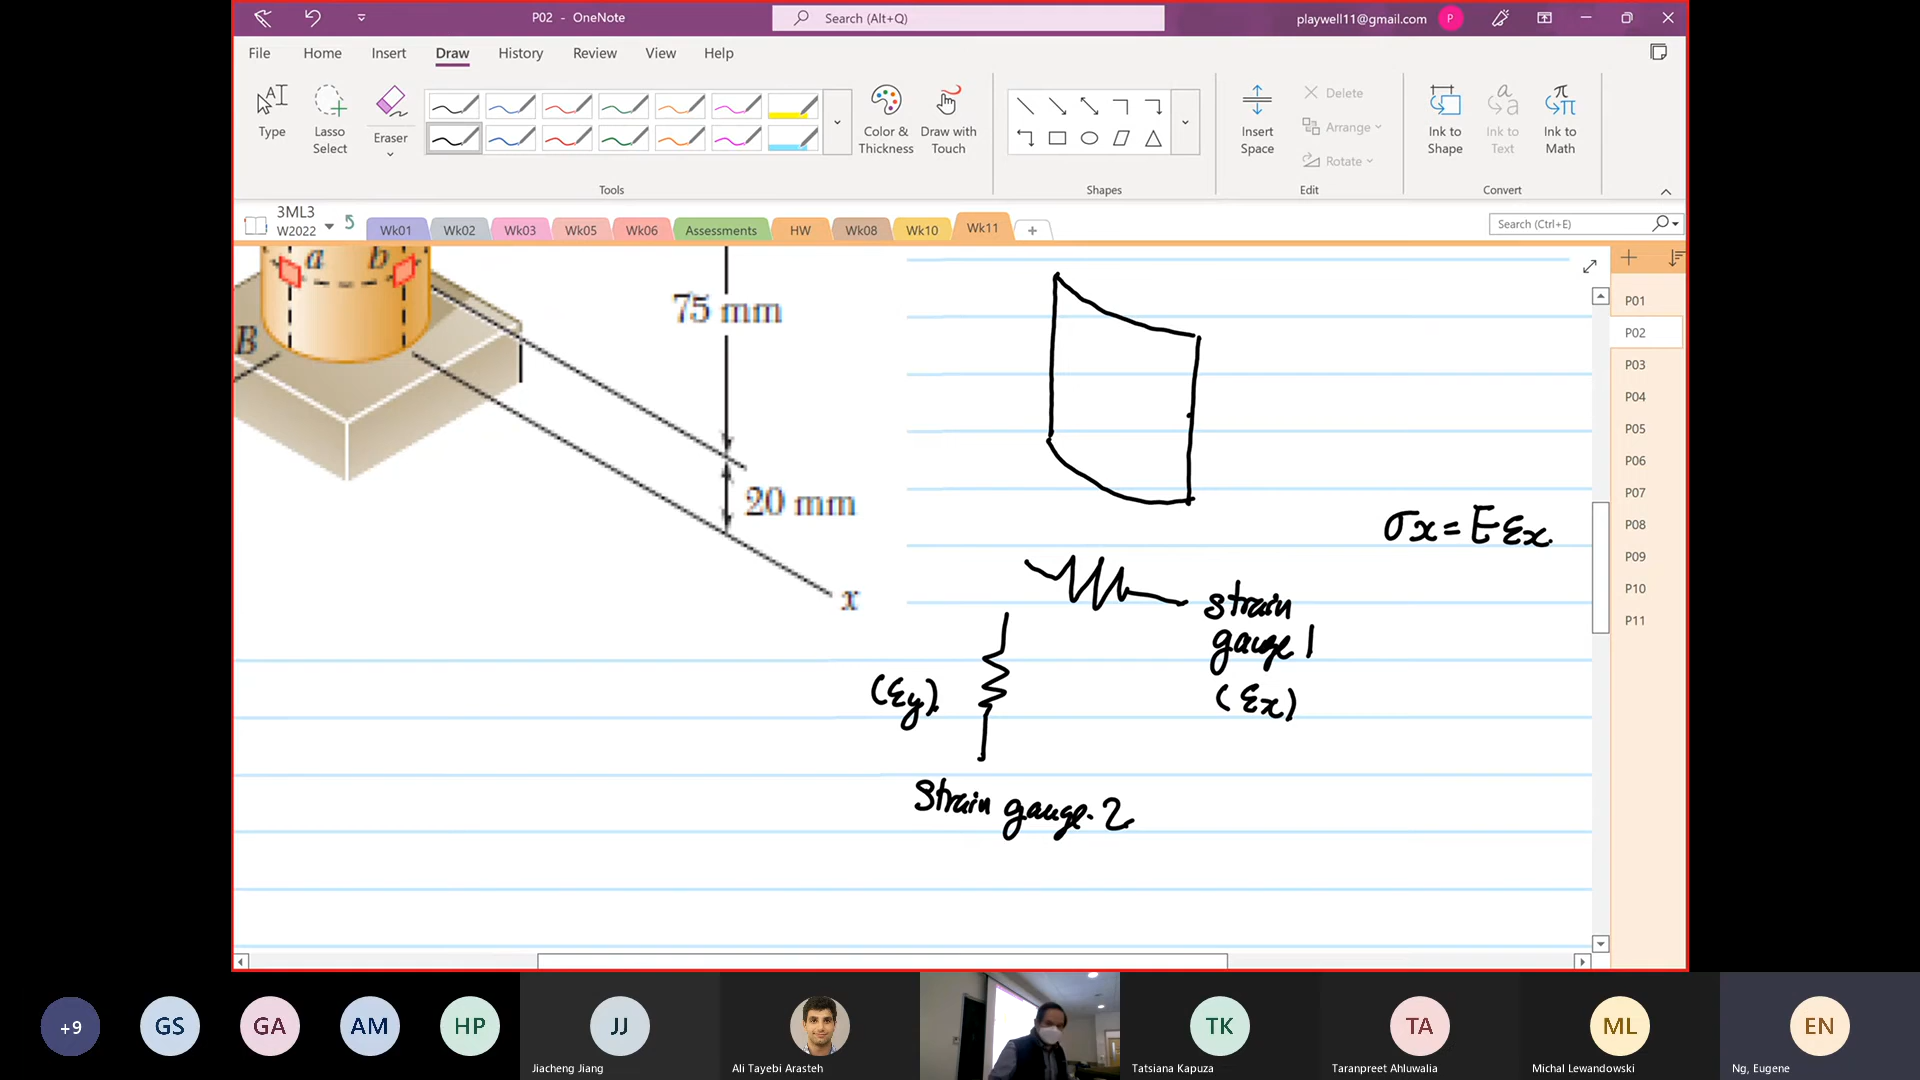 P02 - OneNote
Search (Alt+Q)
playwell11@gmail.com
P
File Home Insert Draw History Review View Help
Type
Lasso Select
Eraser
Color & Thickness
Draw with Touch
Insert Space
Delete
Arrange
Rotate
Ink to Shape
Ink to Text
Ink to Math
Tools
Shapes
Edit
Convert
3ML3
W2022
Wk01 Wk02 Wk03 Wk05 Wk06 Assessments HW Wk08 Wk10 Wk11
Search (Ctrl+E)
P01
P02
P03
P04
P05
P06
P07
P08
P09
P10
P11
a b
B
75 mm
20 mm
x
σx = E εx.
strain
gauge 1
(εx)
(εy)
Strain gauge. 2
+9
GS
GA
AM
HP
JJ
Jiacheng Jiang
Ali Tayebi Arasteh
TK
Tatsiana Kapuza
TA
Taranpreet Ahluwalia
ML
Michal Lewandowski
EN
Ng, Eugene